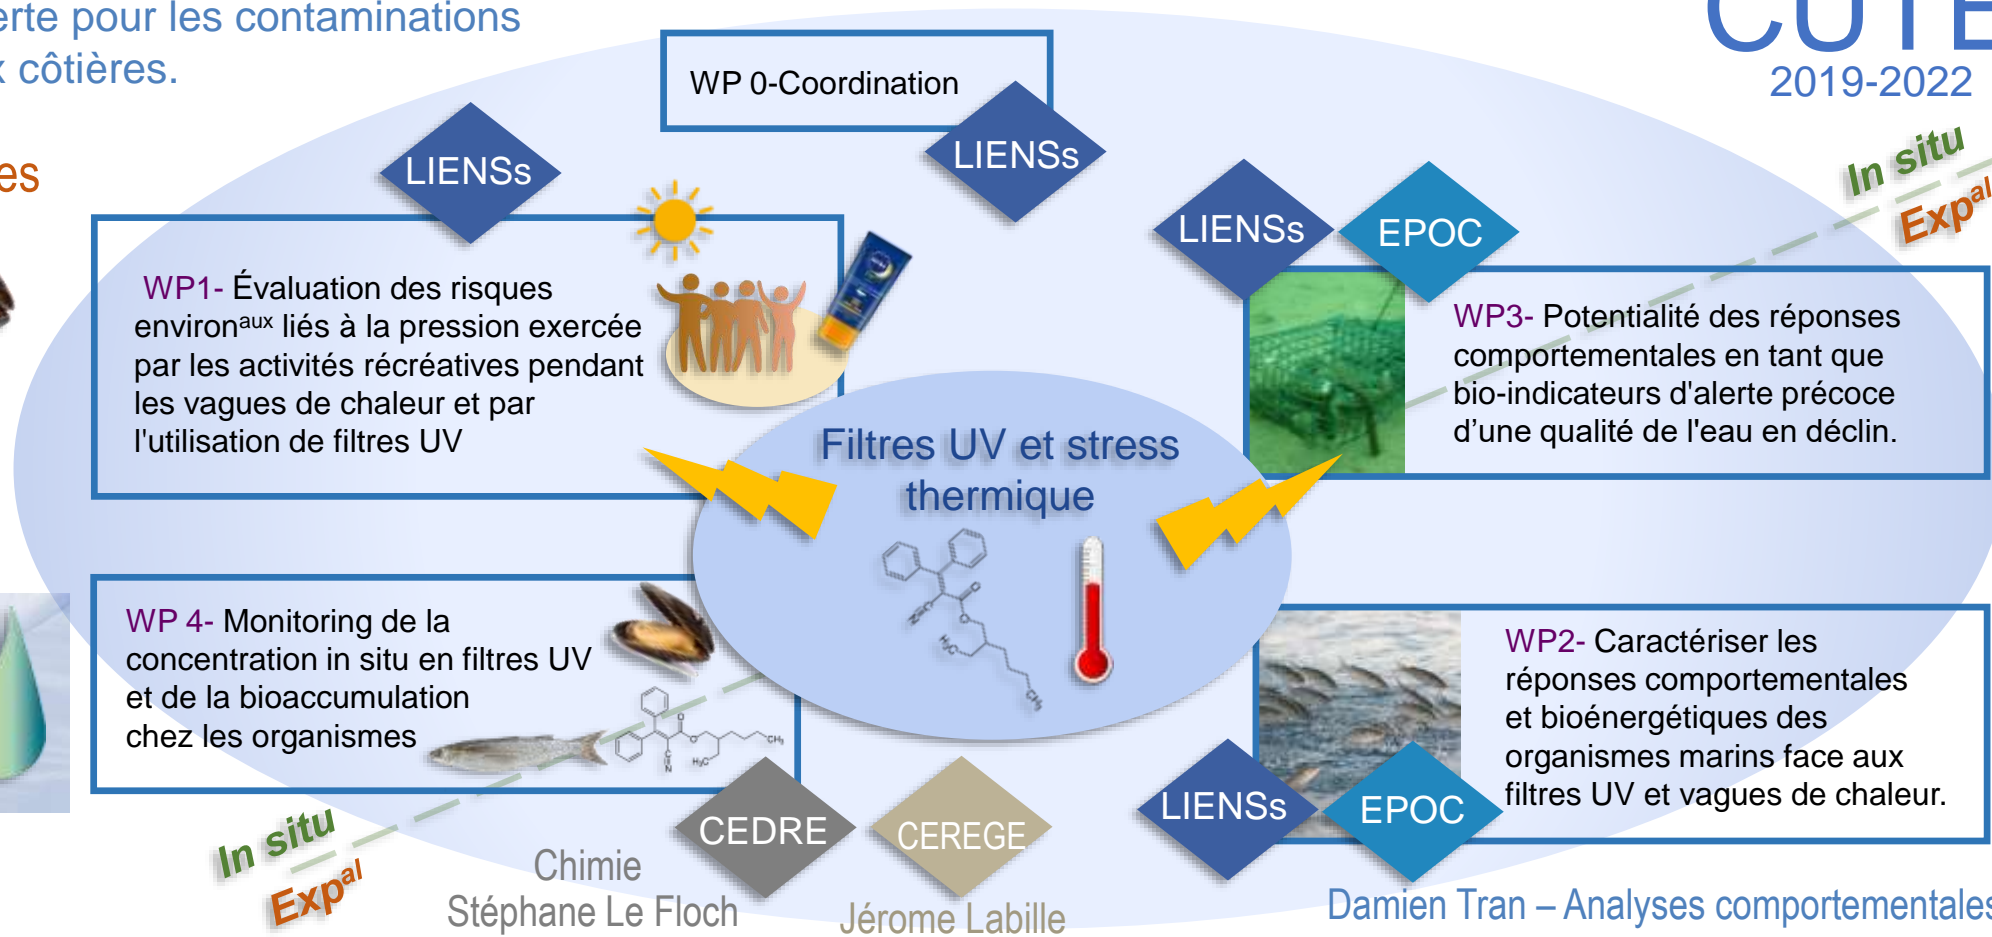 erte pour les contaminations
x côtières.
CUTE
2019-2022
es
WP 0-Coordination
LIENSs
LIENSs
LIENSs
EPOC
In situ
Expal
WP1- Évaluation des risques
environaux liés à la pression exercée
par les activités récréatives pendant
les vagues de chaleur et par
l'utilisation de filtres UV
WP3- Potentialité des réponses
comportementales en tant que
bio-indicateurs d'alerte précoce
d’une qualité de l'eau en déclin.
Filtres UV et stress
thermique
WP 4- Monitoring de la
concentration in situ en filtres UV
et de la bioaccumulation
chez les organismes
WP2- Caractériser les
réponses comportementales
et bioénergétiques des
organismes marins face aux
filtres UV et vagues de chaleur.
LIENSs
EPOC
CEDRE
CEREGE
In situ
Expal
Chimie
Stéphane Le Floch
Jérome Labille
Damien Tran – Analyses comportementales